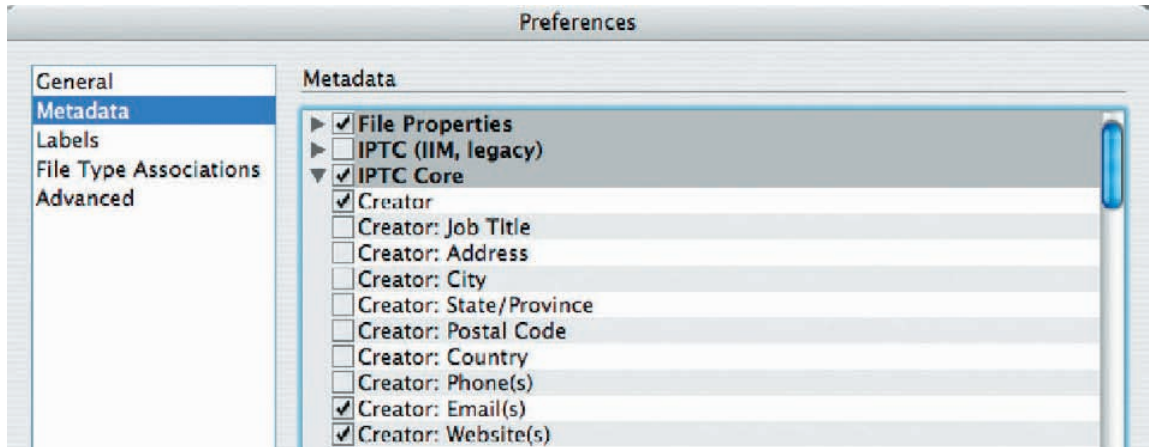 Preferences
General
Metadata
Labels
File Type Associations
Advanced
Metadata
File Properties
IPTC (IIM, legacy)
IPTC Core
Creator
Creator: Job Title
Creator: Address
Creator: City
Creator: State/Province
Creator: Postal Code
Creator: Country
Creator: Phone(s)
Creator: Email(s)
Creator: Website(s)